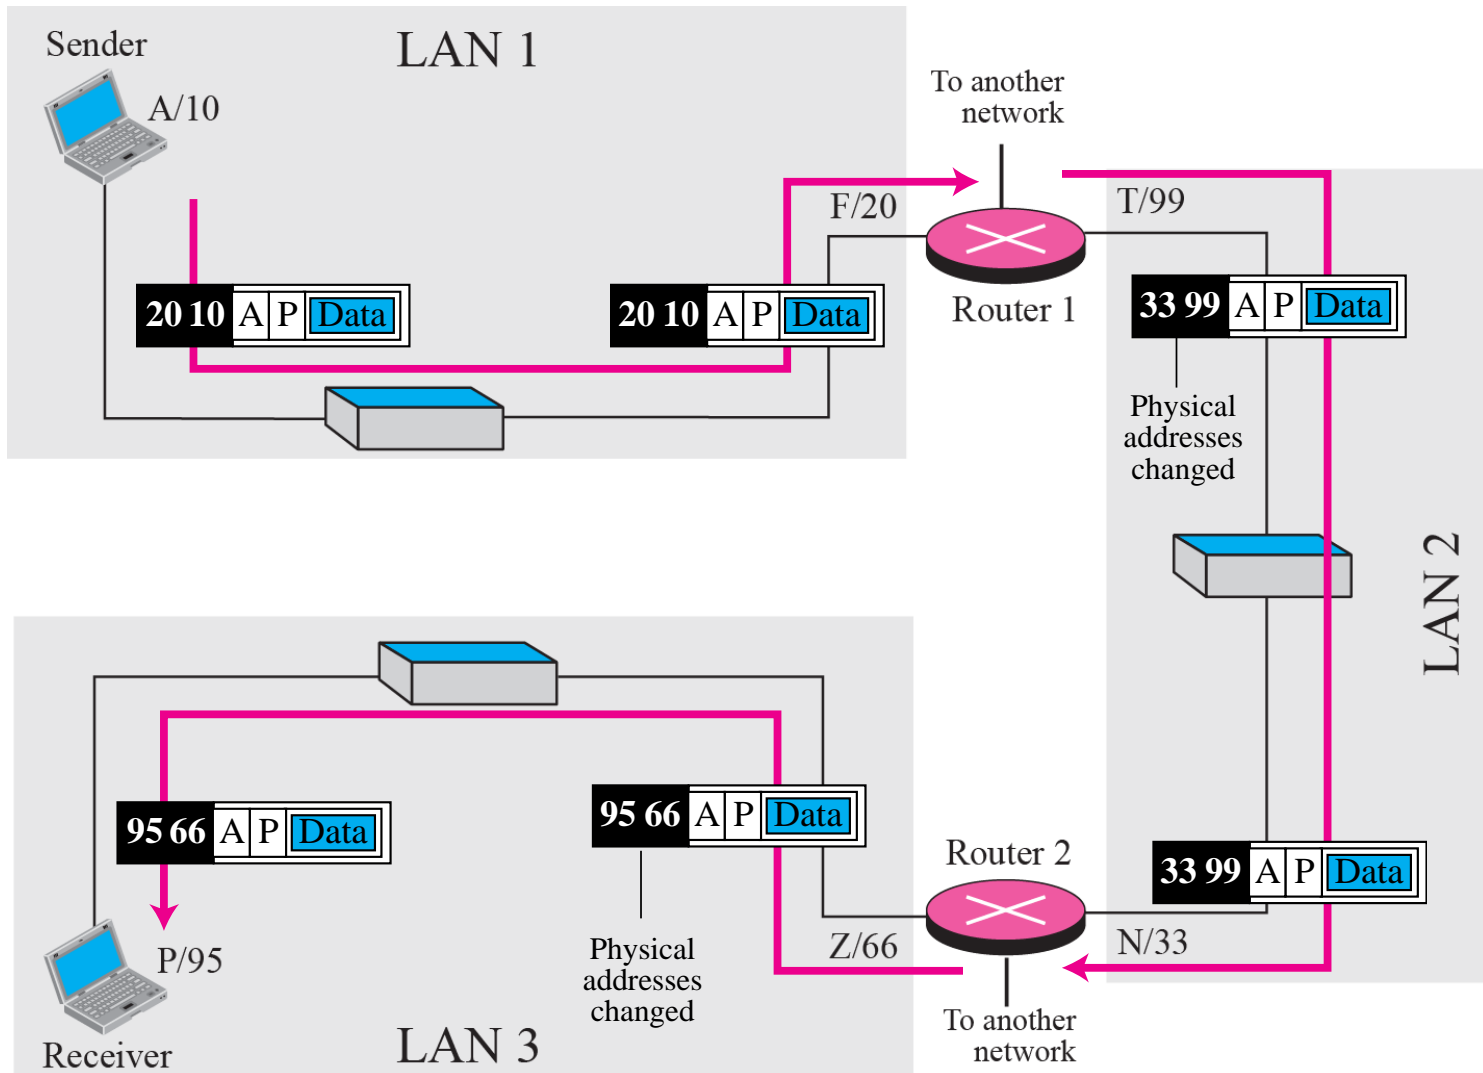 Sender
LAN 1
A/10
To another
network
F/20
T/99
Router 1
20 10 A P Data
20 10 A P Data
33 99 A P Data
Physical
addresses
changed
LAN 2
95 66 A P Data
95 66 A P Data
Router 2
33 99 A P Data
P/95
Physical
addresses
changed
Z/66
N/33
To another
network
Receiver
LAN 3